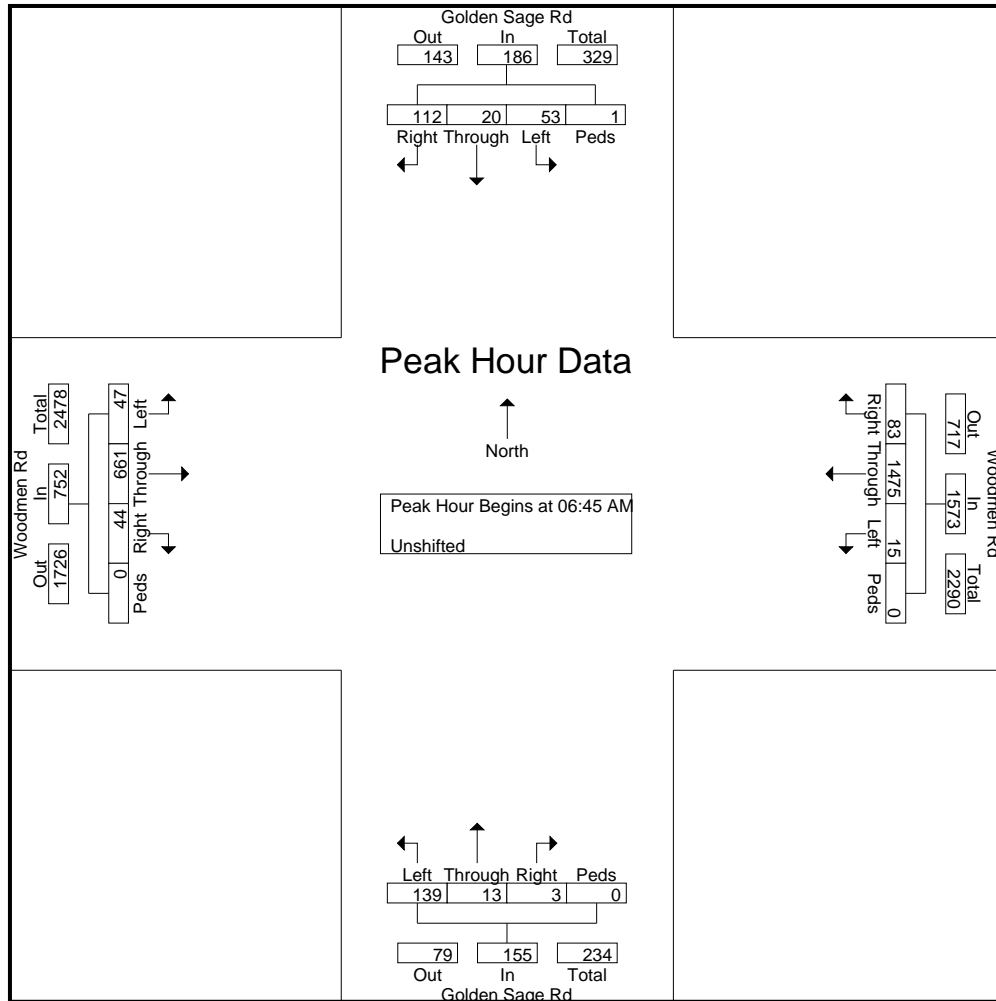 Golden Sage Rd
Out In Total
143 186 329
112 20 53 1
Right Through Left Peds
Peak Hour Data
North
Peak Hour Begins at 06:45 AM
Unshifted
Woodmen Rd
Total In Out
2478 752 1726
47 661 44 0
Left Through Right Peds
Woodmen Rd
Out In Total
717 1573 2290
83 1475 15 0
Right Through Left Peds
Left Through Right Peds
139 13 3 0
79 155 234
Out In Total
Golden Sage Rd